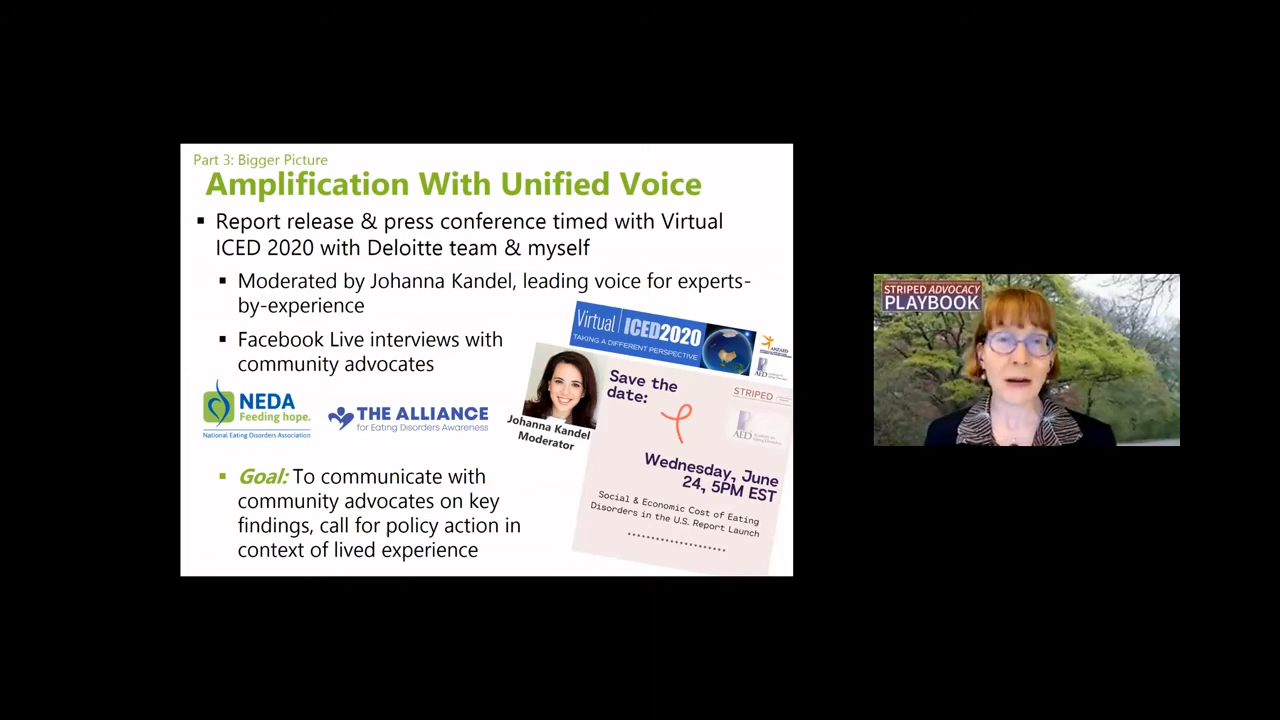 Part 3: Bigger Picture
Amplification With Unified Voice
Report release & press conference timed with Virtual
ICED 2020 with Deloitte team & myself
Moderated by Johanna Kandel, leading voice for experts-
by-experience
Facebook Live interviews with
community advocates
NEDA
Feeding hope.
National Eating Disorders Association
THE ALLIANCE
for Eating Disorders Awareness
Goal: To communicate with
community advocates on key
findings, call for policy action in
context of lived experience
Virtual ICED2020
TAKING A DIFFERENT PERSPECTIVE
AED
Johanna Kandel
Moderator
Save the
date:
STRIPED
AED
Wednesday, June
24, 5PM EST
Social & Economic Cost of Eating
Disorders in the U.S. Report Launch
STRIPED ADVOCACY
PLAYBOOK